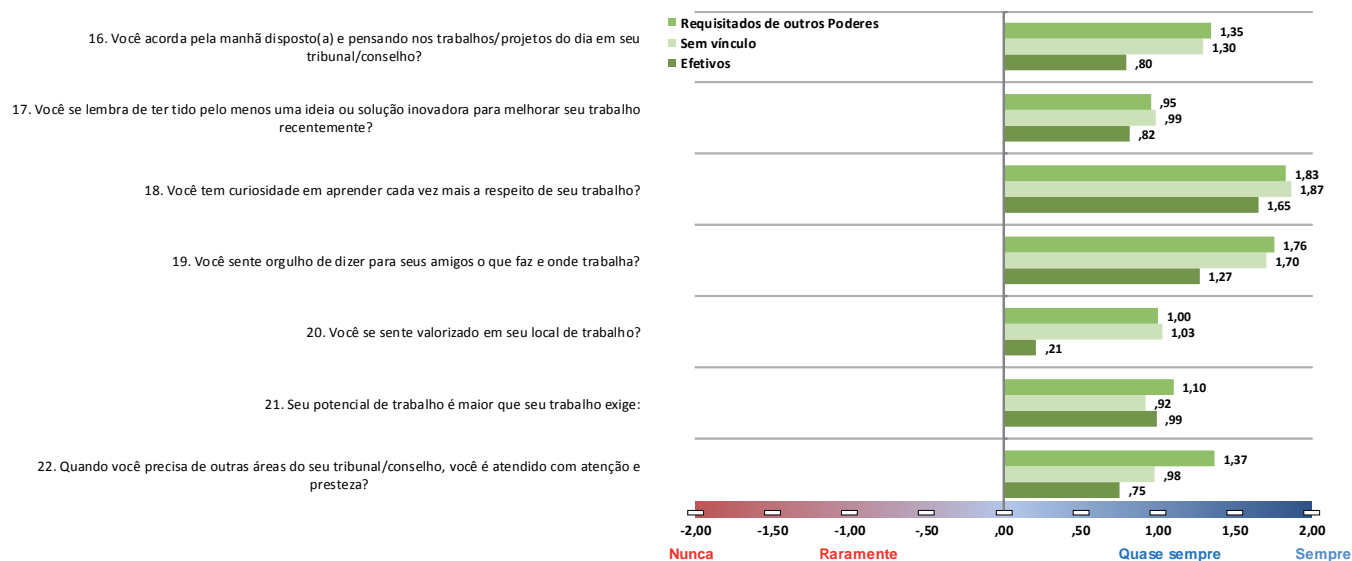 Requisitados de outros Poderes
Sem vínculo
Efetivos
16. Você acorda pela manhã disposto(a) e pensando nos trabalhos/projetos do dia em seu
tribunal/conselho?
1,35
1,30
,80
17. Você se lembra de ter tido pelo menos uma ideia ou solução inovadora para melhorar seu trabalho
recentemente?
,95
,99
,82
18. Você tem curiosidade em aprender cada vez mais a respeito de seu trabalho?
1,83
1,87
1,65
19. Você sente orgulho de dizer para seus amigos o que faz e onde trabalha?
1,76
1,70
1,27
20. Você se sente valorizado em seu local de trabalho?
1,00
1,03
,21
21. Seu potencial de trabalho é maior que seu trabalho exige:
1,10
,92
,99
22. Quando você precisa de outras áreas do seu tribunal/conselho, você é atendido com atenção e
presteza?
1,37
,98
,75
-2,00 -1,50 -1,00 -,50 ,00 ,50 1,00 1,50 2,00
Nunca Raramente Quase sempre Sempre